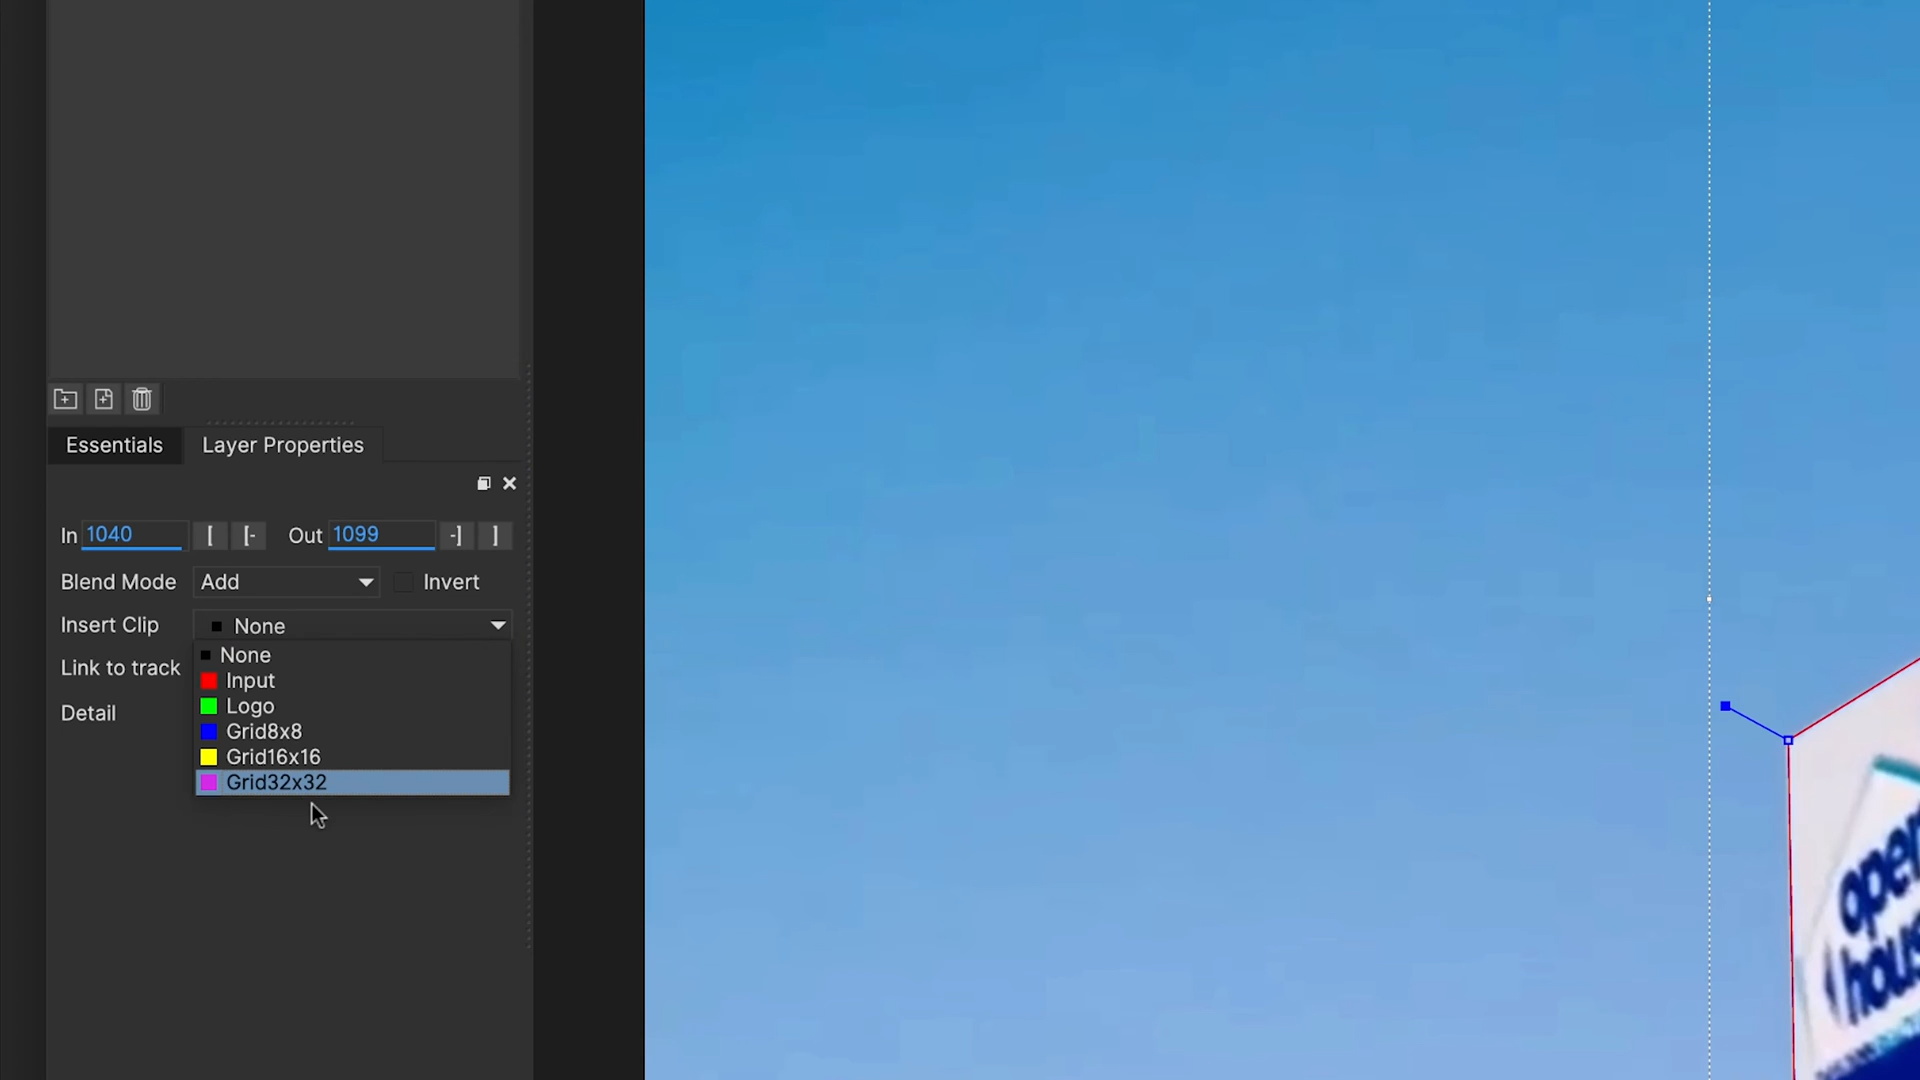 Essentials Layer Properties
In 1040 [ [- Out 1099 -] ]
Blend Mode Add Invert
Insert Clip None
None
Link to track
Input
Logo
Detail
Grid8x8
Grid16x16
Grid32x32